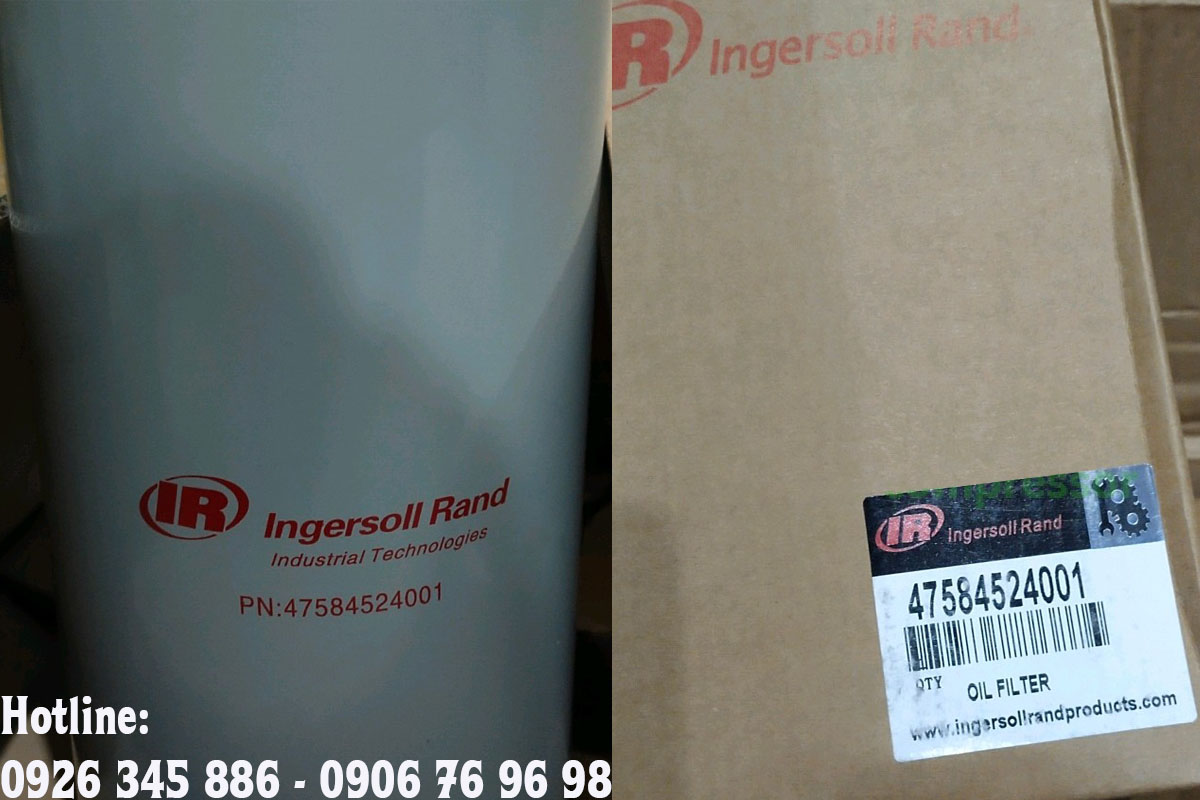 IR Ingersoll Rand
Industrial Technologies
PN:47584524001
Hotline:
0926 345 886 - 0906 76 96 98
IR Ingersoll Rand
compressor
IR Ingersoll Rand
47584524001
QTY OIL FILTER
www.ingersollrandproducts.com